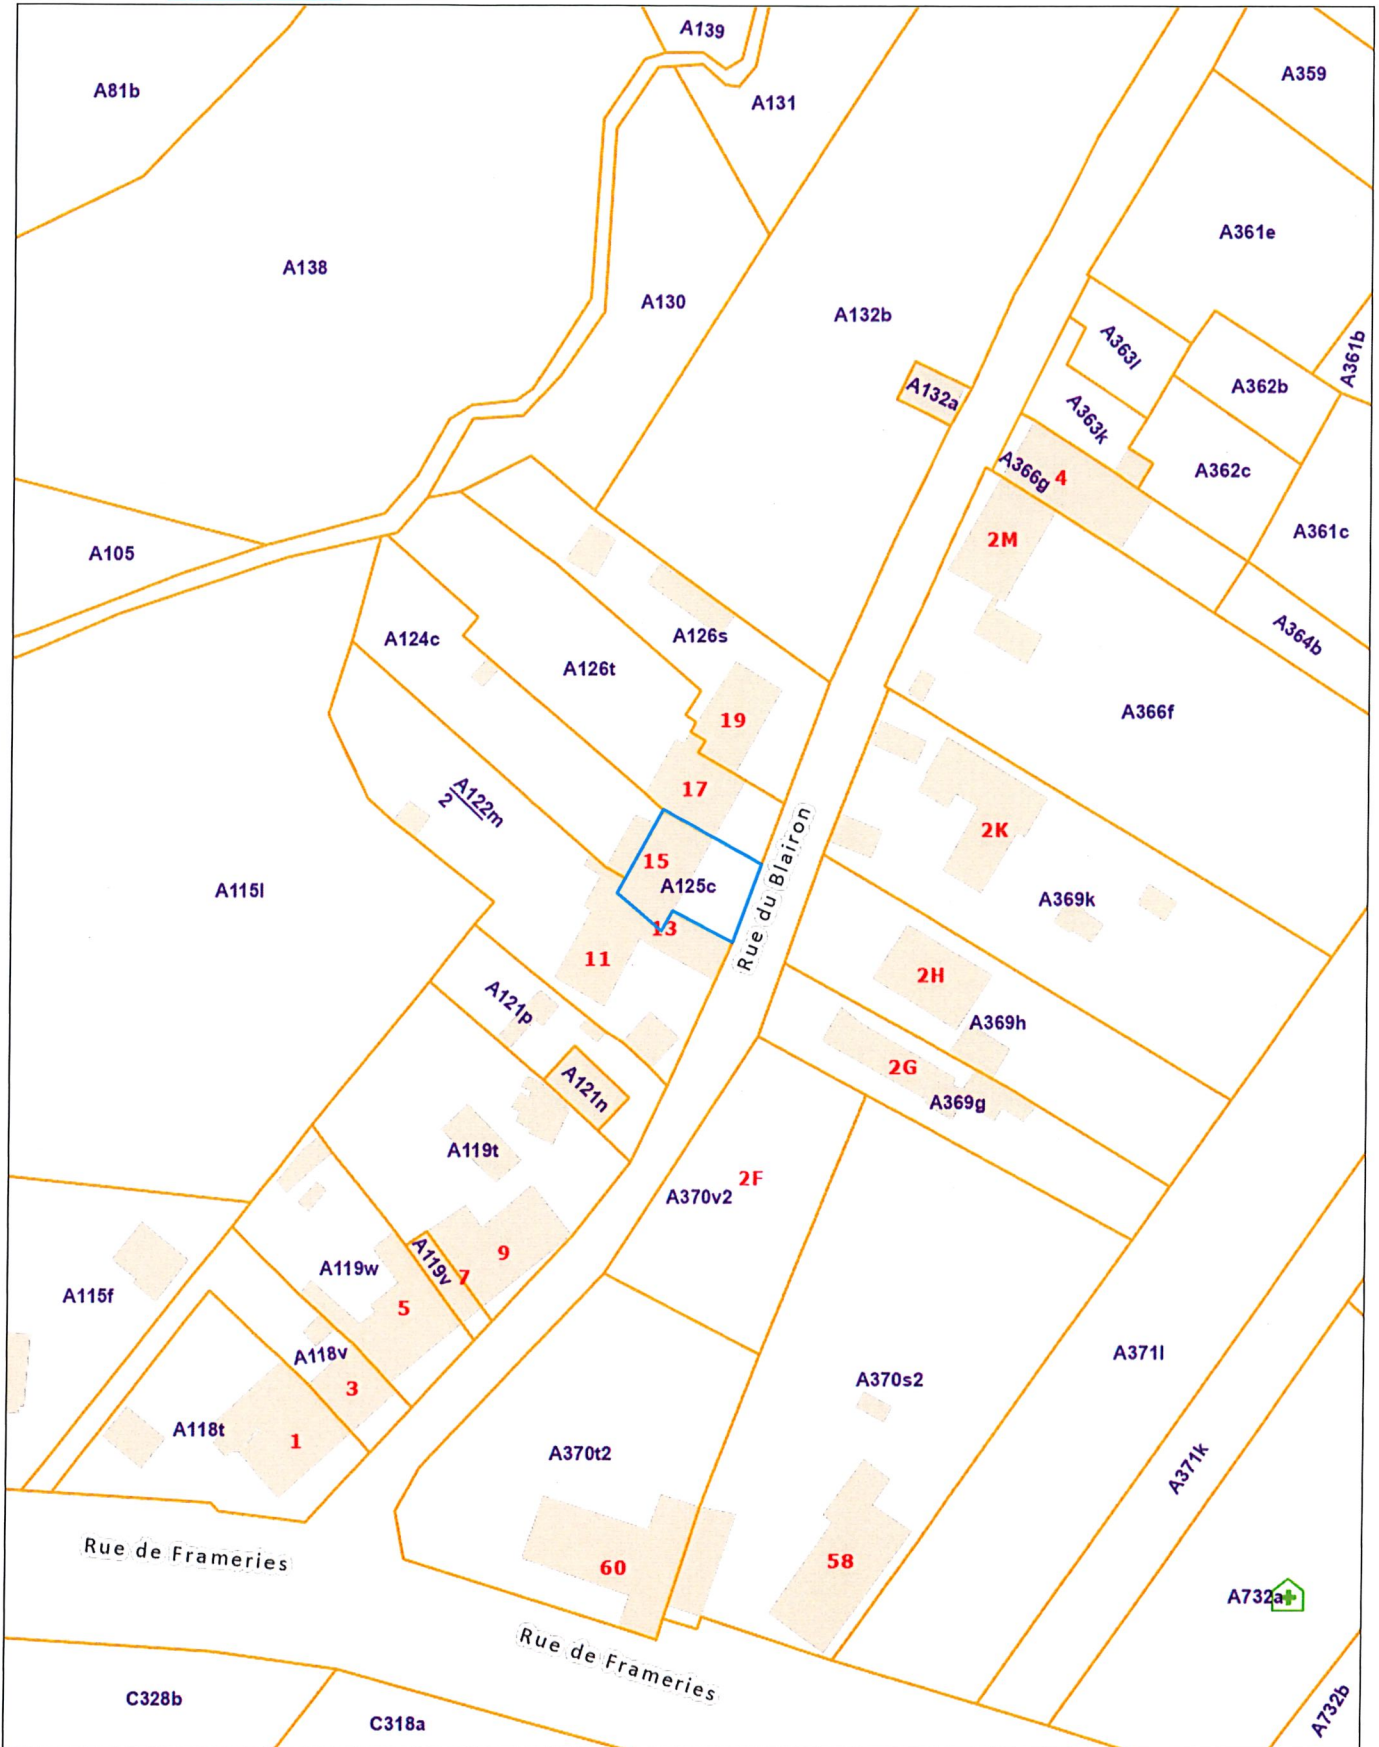 A139
A81b
A359
A131
A361e
A138
A130
A132b
A363l
A361b
A362b
A132a
A363k
A366g
4
A362c
A361c
2M
A105
A124c
A126s
A364b
A126t
A366f
19
17
A122m
2
2K
15
A125c
A115l
A369k
13
Rue du Blairon
11
2H
A121p
A369h
2G
A121n
A369g
A119t
2F
A370v2
9
A119v
7
A119w
A115f
5
A118v
A371l
3
A370s2
A118t
1
A370t2
A371k
Rue de Frameries
60
58
A732a
Rue de Frameries
C328b
A732b
C318a